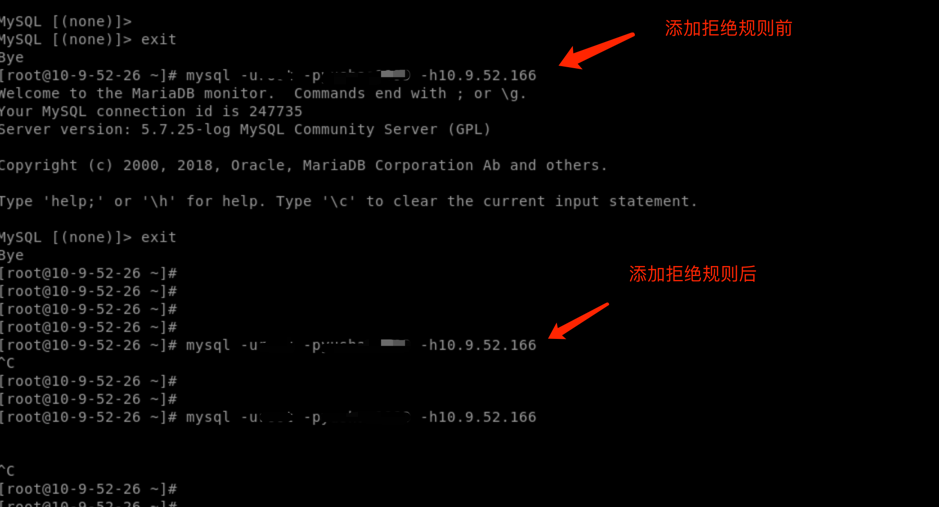 MySQL [(none)]>
MySQL [(none)]> exit
Bye
添加拒绝规则前
[root@10-9-52-26 ~]# mysql -h10.9.52.166
Welcome to the MariaDB monitor.  Commands end with ; or \g.
Your MySQL connection id is 247735
Server version: 5.7.25-log MySQL Community Server (GPL)
Copyright (c) 2000, 2018, Oracle, MariaDB Corporation Ab and others.
Type 'help;' or '\h' for help. Type '\c' to clear the current input statement.
MySQL [(none)]> exit
Bye
[root@10-9-52-26 ~]#
添加拒绝规则后
[root@10-9-52-26 ~]#
[root@10-9-52-26 ~]#
[root@10-9-52-26 ~]#
[root@10-9-52-26 ~]# mysql -h10.9.52.166
^C
[root@10-9-52-26 ~]#
[root@10-9-52-26 ~]#
[root@10-9-52-26 ~]# mysql -h10.9.52.166
^C
[root@10-9-52-26 ~]#
[root@10-9-52-26 ~]#